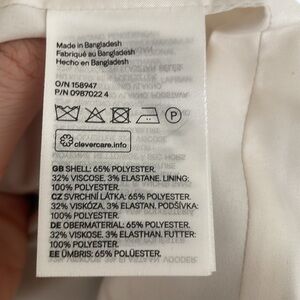 Made in Bangladesh
Fabriqué au Bangladesh
Hecho en Bangladesh
O/N 158947
P/N 0987022 4
P
clevercare.info
GB SHELL: 65% POLYESTER.
32% VISCOSE, 3% ELASTANE. LINING:
100% POLYESTER.
CZ SVRCHNÍ LÁTKA: 65% POLYESTER.
32% VISKÓZA, 3% ELASTAN. PODŠÍVKA:
100% POLYESTER.
DE OBERMATERIAL: 65% POLYESTER.
32% VISKOSE, 3% ELASTHAN. FUTTER:
100% POLYESTER.
EE ÜMBRIS: 65% POLÜESTER.